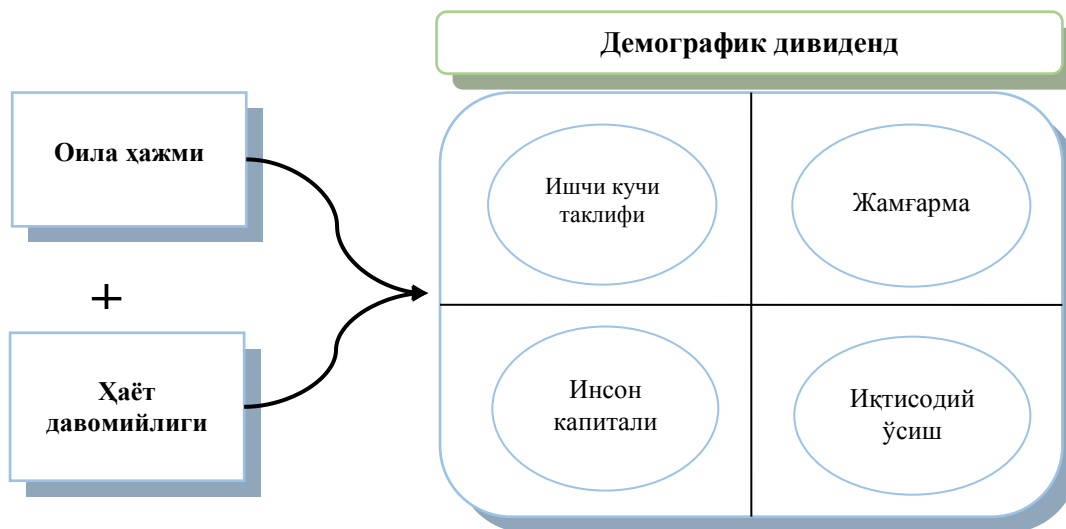 Демографик дивиденд
Оила ҳажми
+
Ҳаёт
давомийлиги
Ишчи кучи
таклифи
Жамғарма
Инсон
капитали
Иқтисодий
ўсиш